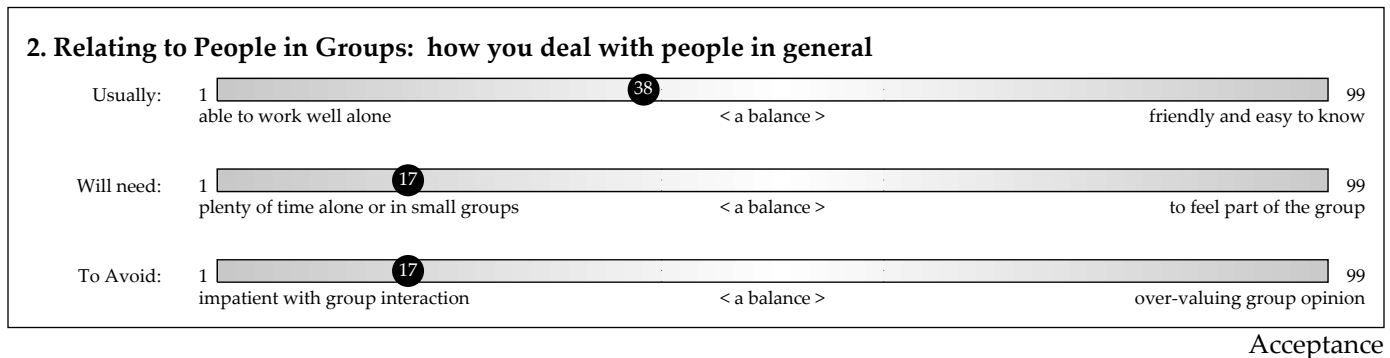 2. Relating to People in Groups:  how you deal with people in general
Usually: 1 38 99
able to work well alone < a balance > friendly and easy to know
Will need: 1 17 99
plenty of time alone or in small groups < a balance > to feel part of the group
To Avoid: 1 17 99
impatient with group interaction < a balance > over-valuing group opinion
Acceptance